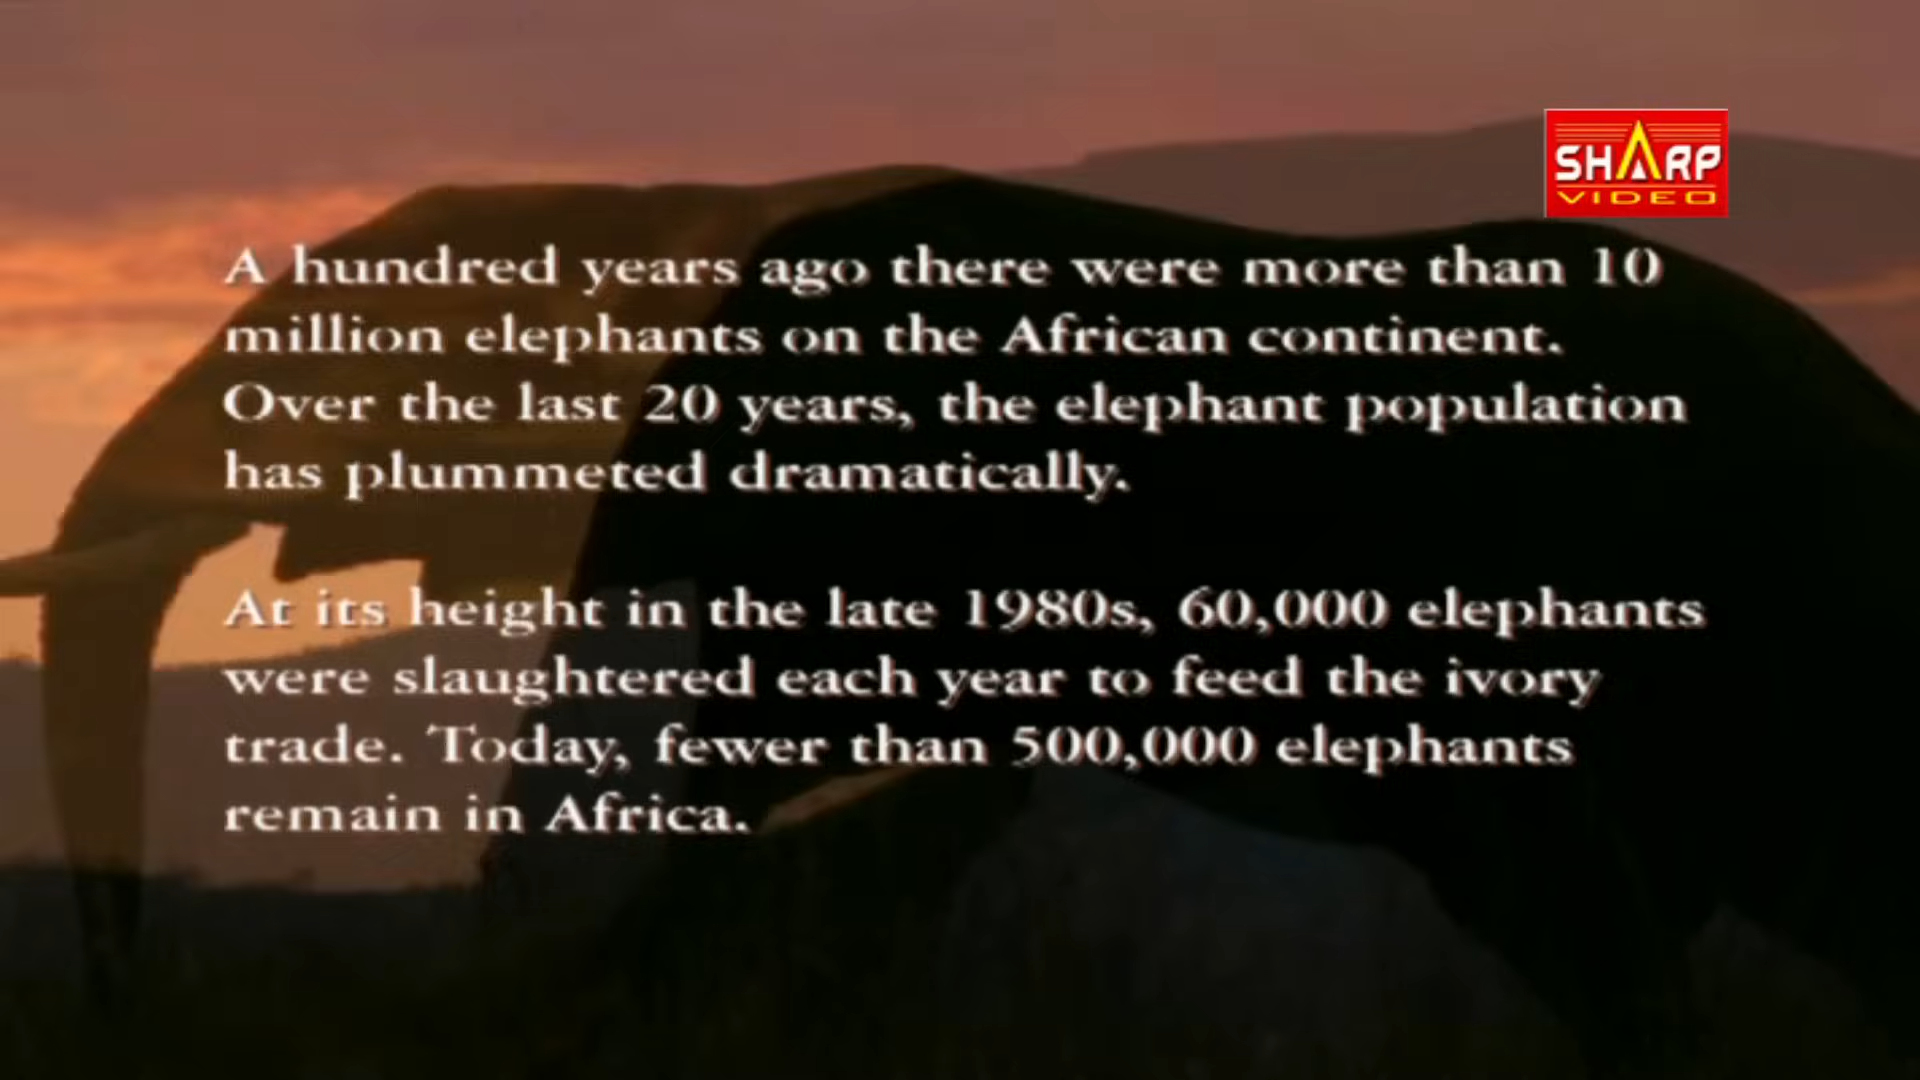 SHARP
VIDEO
A hundred years ago there were more than 10
million elephants on the African continent.
Over the last 20 years, the elephant population
has plummeted dramatically.
At its height in the late 1980s, 60,000 elephants
were slaughtered each year to feed the ivory
trade. Today, fewer than 500,000 elephants
remain in Africa.